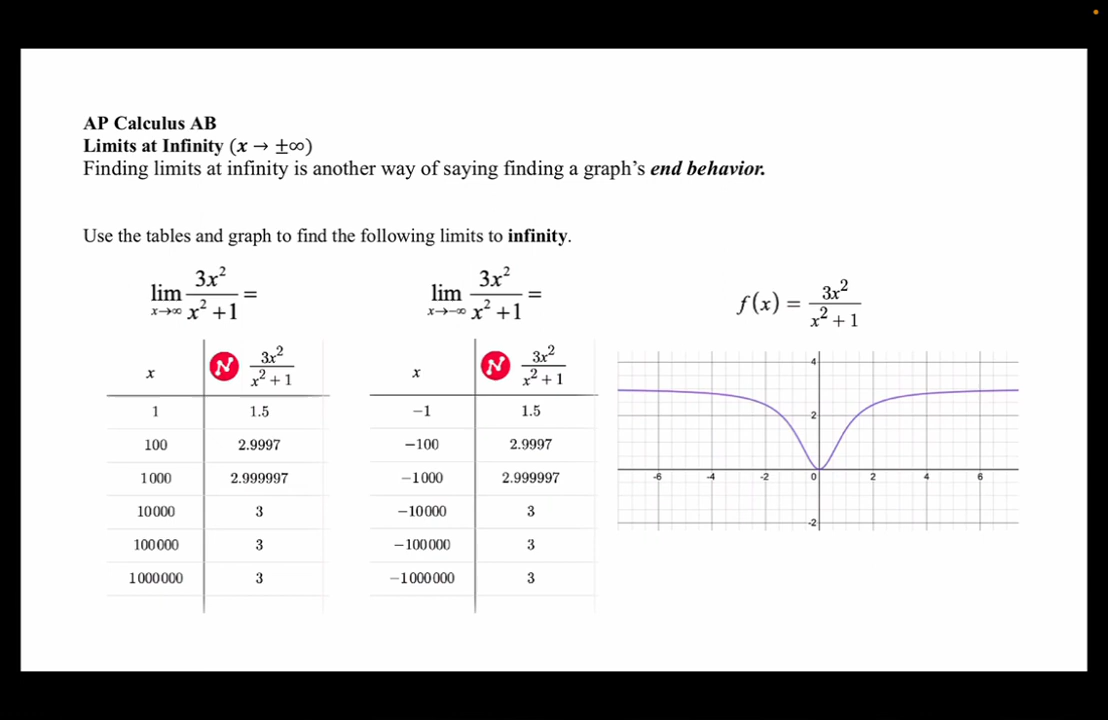 AP Calculus AB
Limits at Infinity (x → ±∞)
Finding limits at infinity is another way of saying finding a graph's end behavior.
Use the tables and graph to find the following limits to infinity.
lim x→∞ 3x²/x² +1 =
lim x→−∞ 3x²/x² +1 =
f(x) = 3x²/x² + 1
x 3x²/x² + 1
1 1.5
100 2.9997
1000 2.999997
10000 3
100000 3
1000000 3
x 3x²/x² + 1
−1 1.5
−100 2.9997
−1000 2.999997
−10000 3
−100000 3
−1000000 3
4
2
-6 -4 -2 0 2 4 6
-2